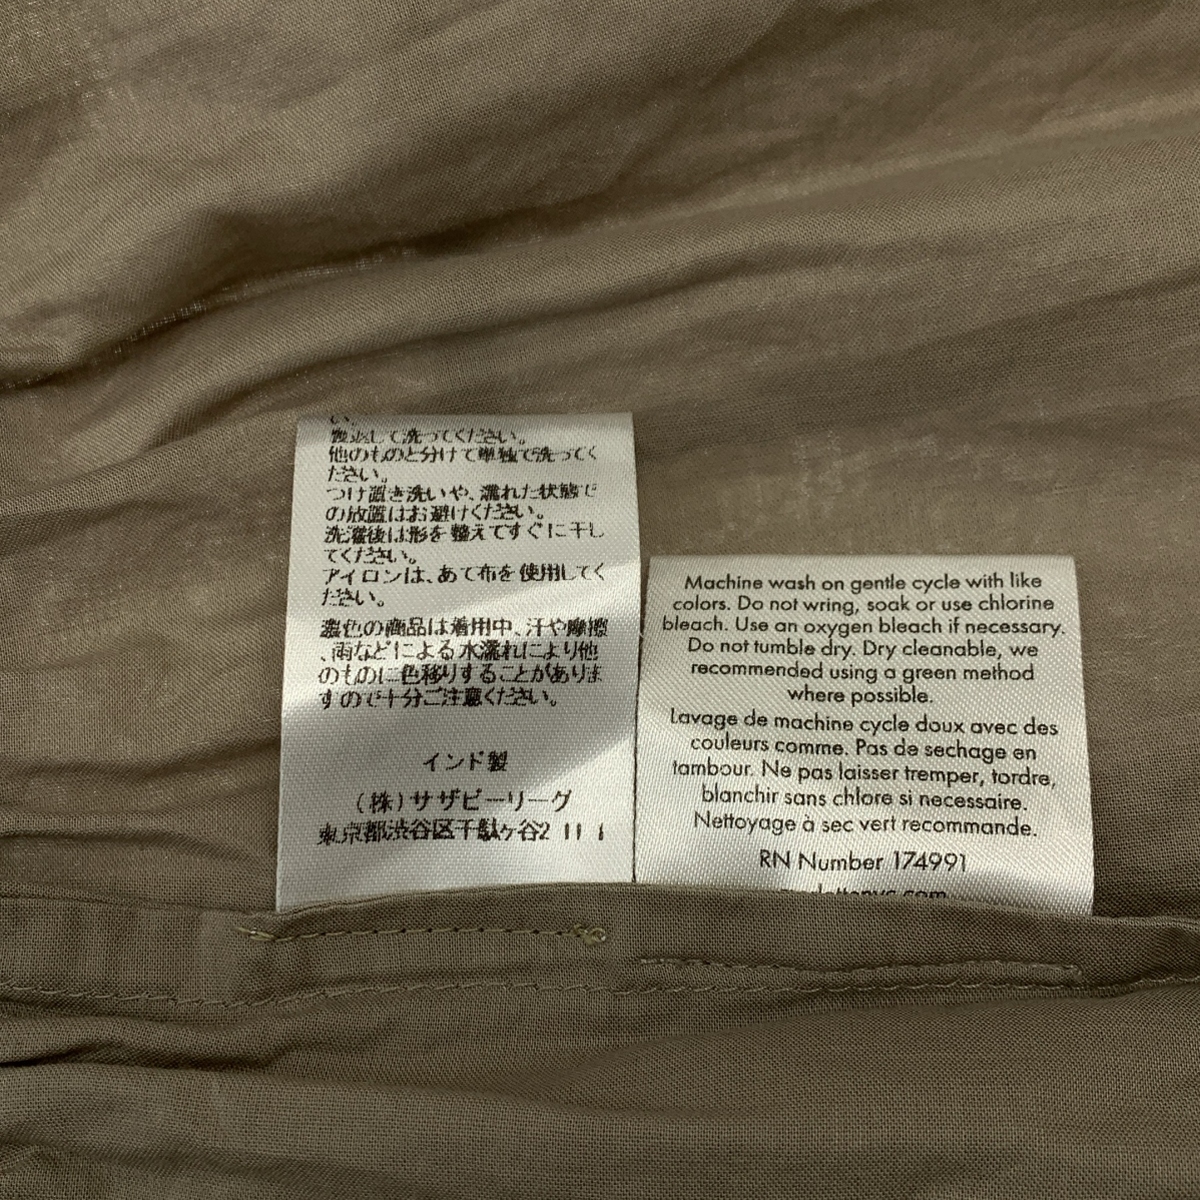 い。
裏返して洗ってください。
他のものと分けて単独で洗ってく
ださい。
つけ置き洗いや、濡れた状態で
の放置はお避けください。
洗濯後は形を整えてすぐに干し
てください。
アイロンは、あて布を使用してく
ださい。
濃色の商品は着用中、汗や摩擦
、雨などによる水濡れにより他
のものに色移りすることがありま
すので十分ご注意ください。
インド製
(株)サザビーリーグ
東京都渋谷区千駄ヶ谷2
Machine wash on gentle cycle with like
colors. Do not wring, soak or use chlorine
bleach. Use an oxygen bleach if necessary.
Do not tumble dry. Dry cleanable, we
recommended using a green method
where possible.
Lavage de machine cycle doux avec des
couleurs comme. Pas de sechage en
tambour. Ne pas laisser tremper, tordre,
blanchir sans chlore si necessaire.
Nettoyage à sec vert recommande.
RN Number 174991